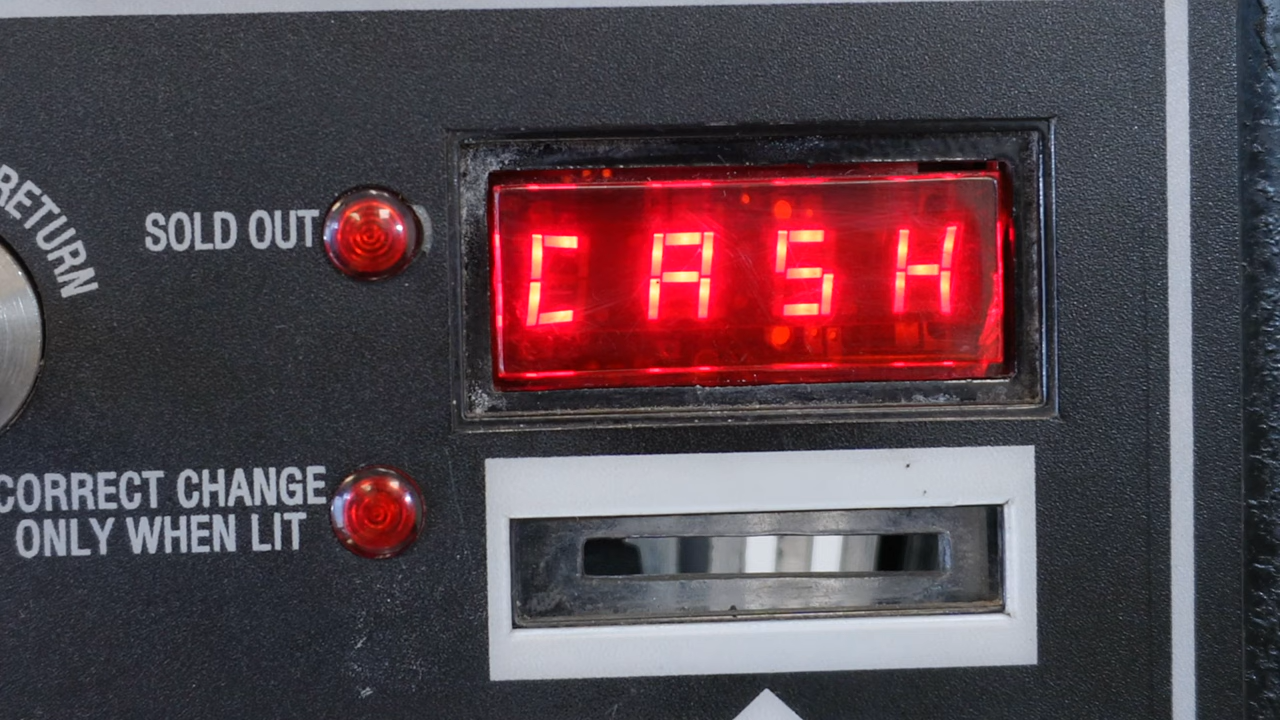 RETURN
SOLD OUT
CASH
CORRECT CHANGE
ONLY WHEN LIT